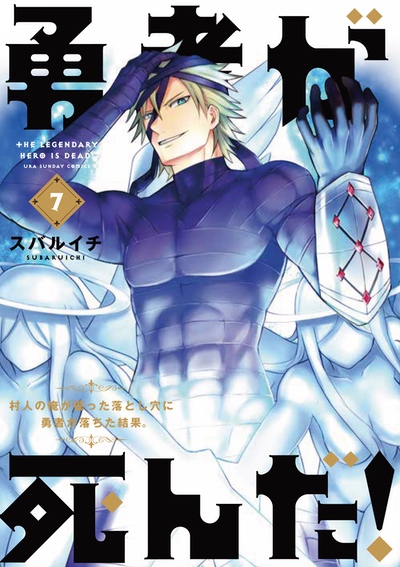 勇者が
THE LEGENDARY
HERO IS DEAD!
URA SUNDAY COMICS
7
スバルイチ
SUBARUICHI
村人の俺が掘った落とし穴に
勇者が落ちた結果。
死んだ!